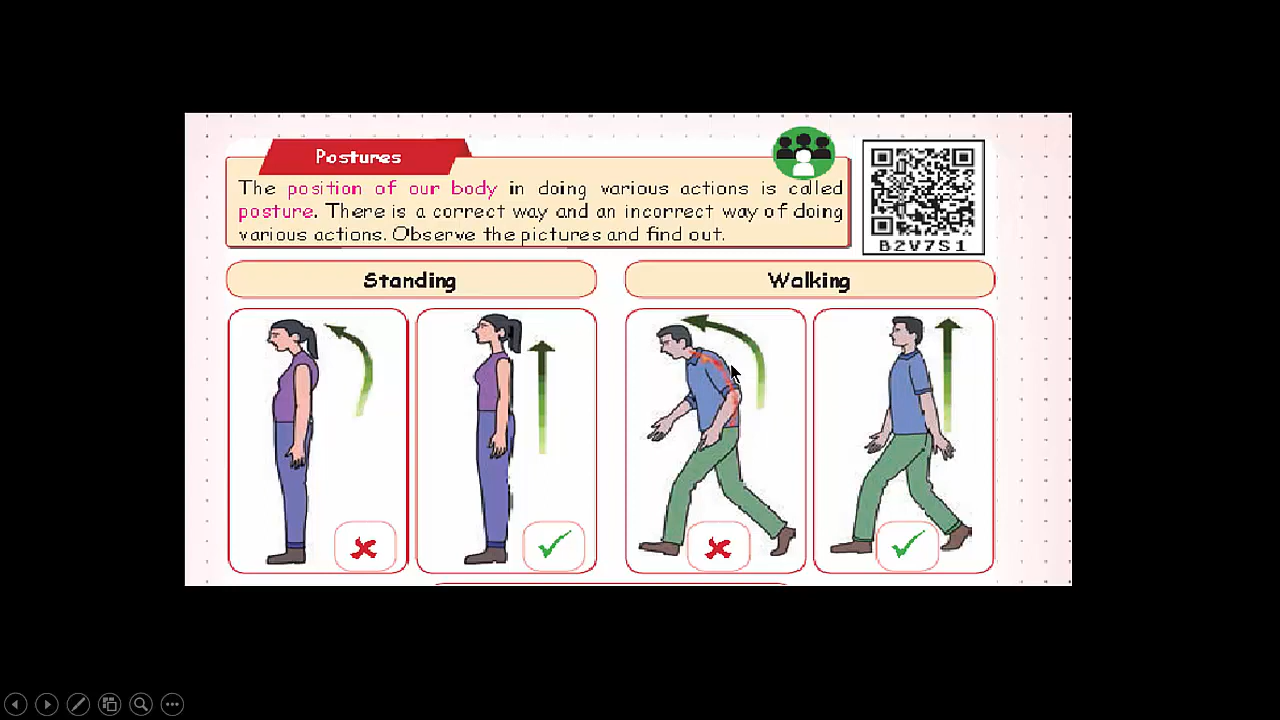 Postures
The position of our body in doing various actions is called
posture. There is a correct way and an incorrect way of doing
various actions. Observe the pictures and find out.
B2V7S1
Standing
Walking